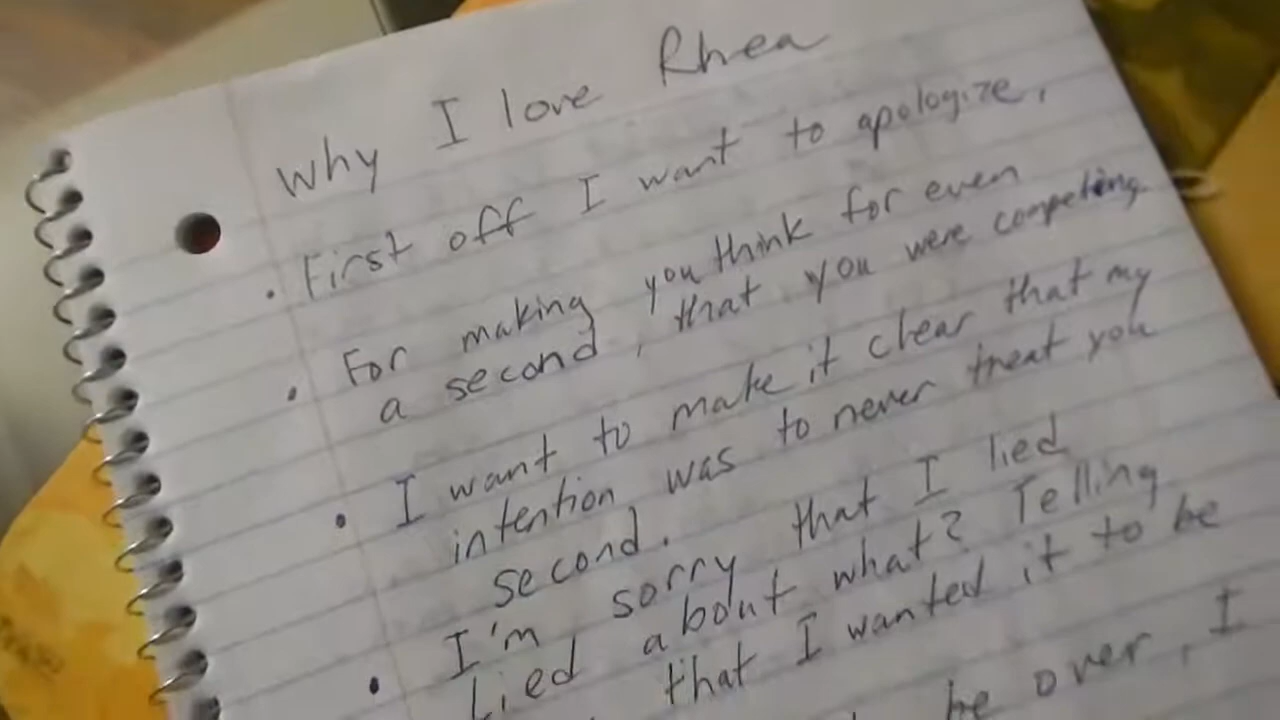 Why I love Rhea
• First off I want to apologize,
• For making you think for even
a second, that you were competing.
• I want to make it clear that my
intention was to never treat you
second.
• I'm sorry that I lied
Lied about what? Telling
that I wanted it to be
be over, I